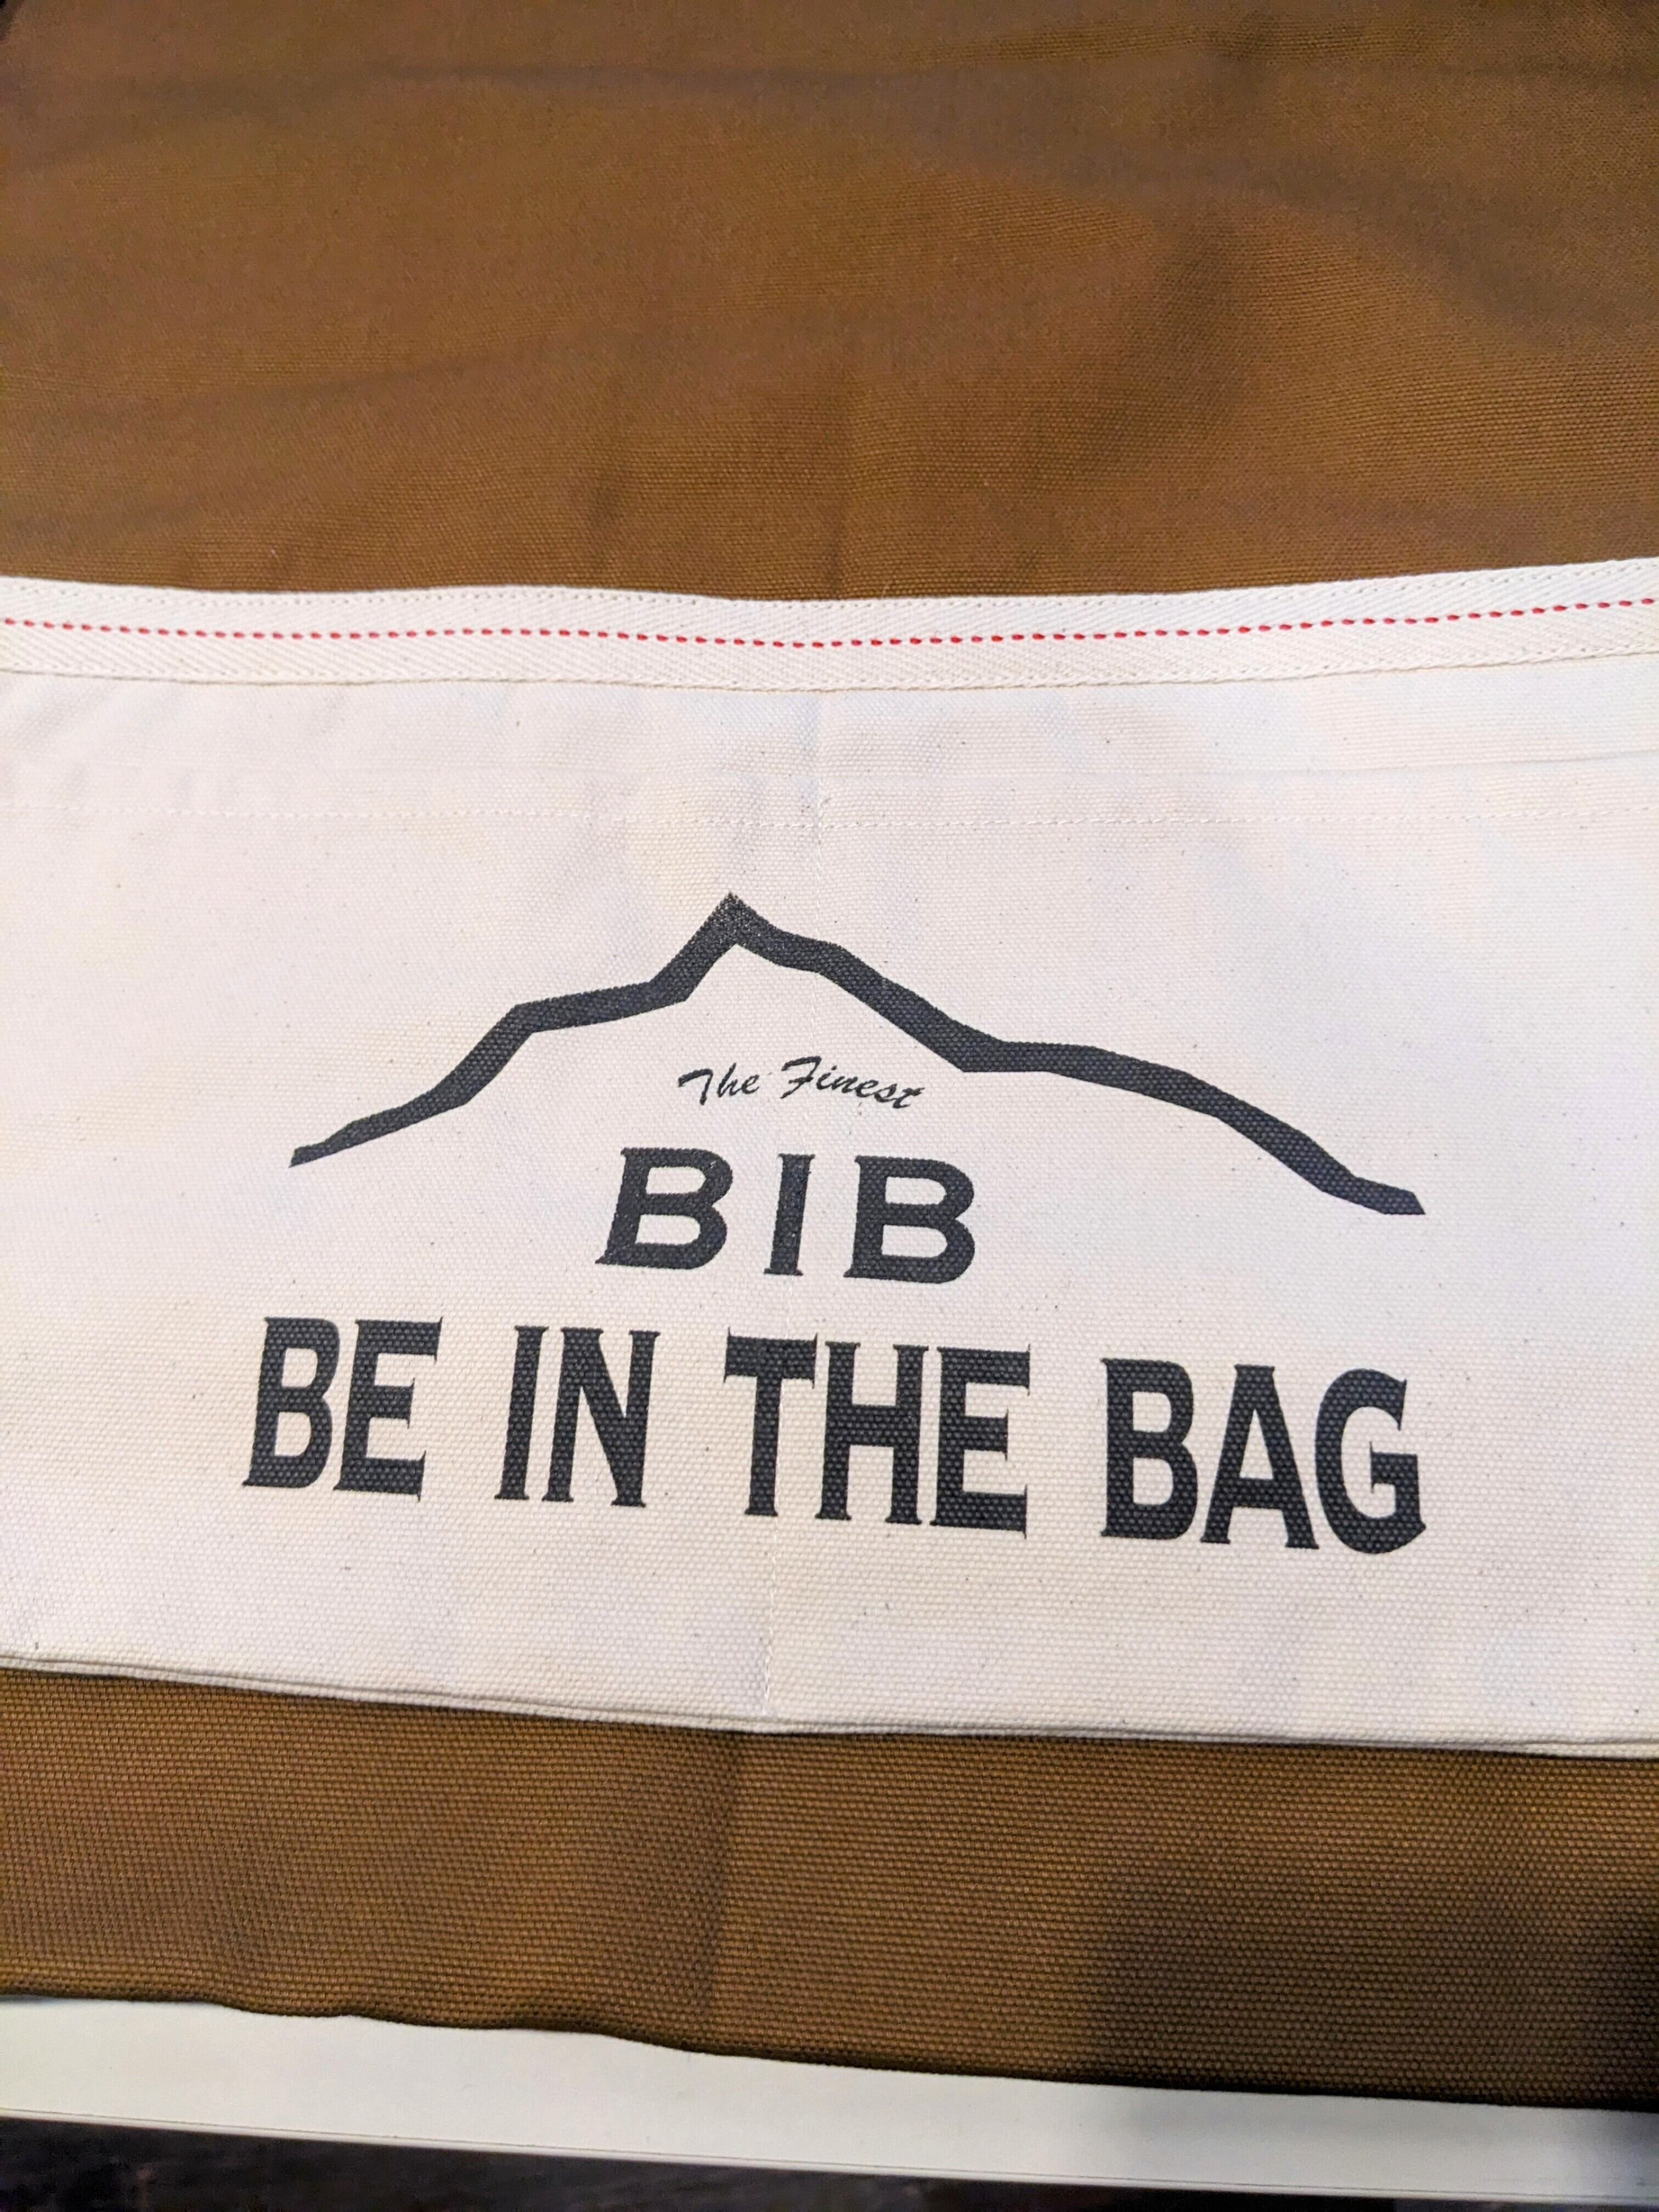 The Finest
BIB
BE IN THE BAG